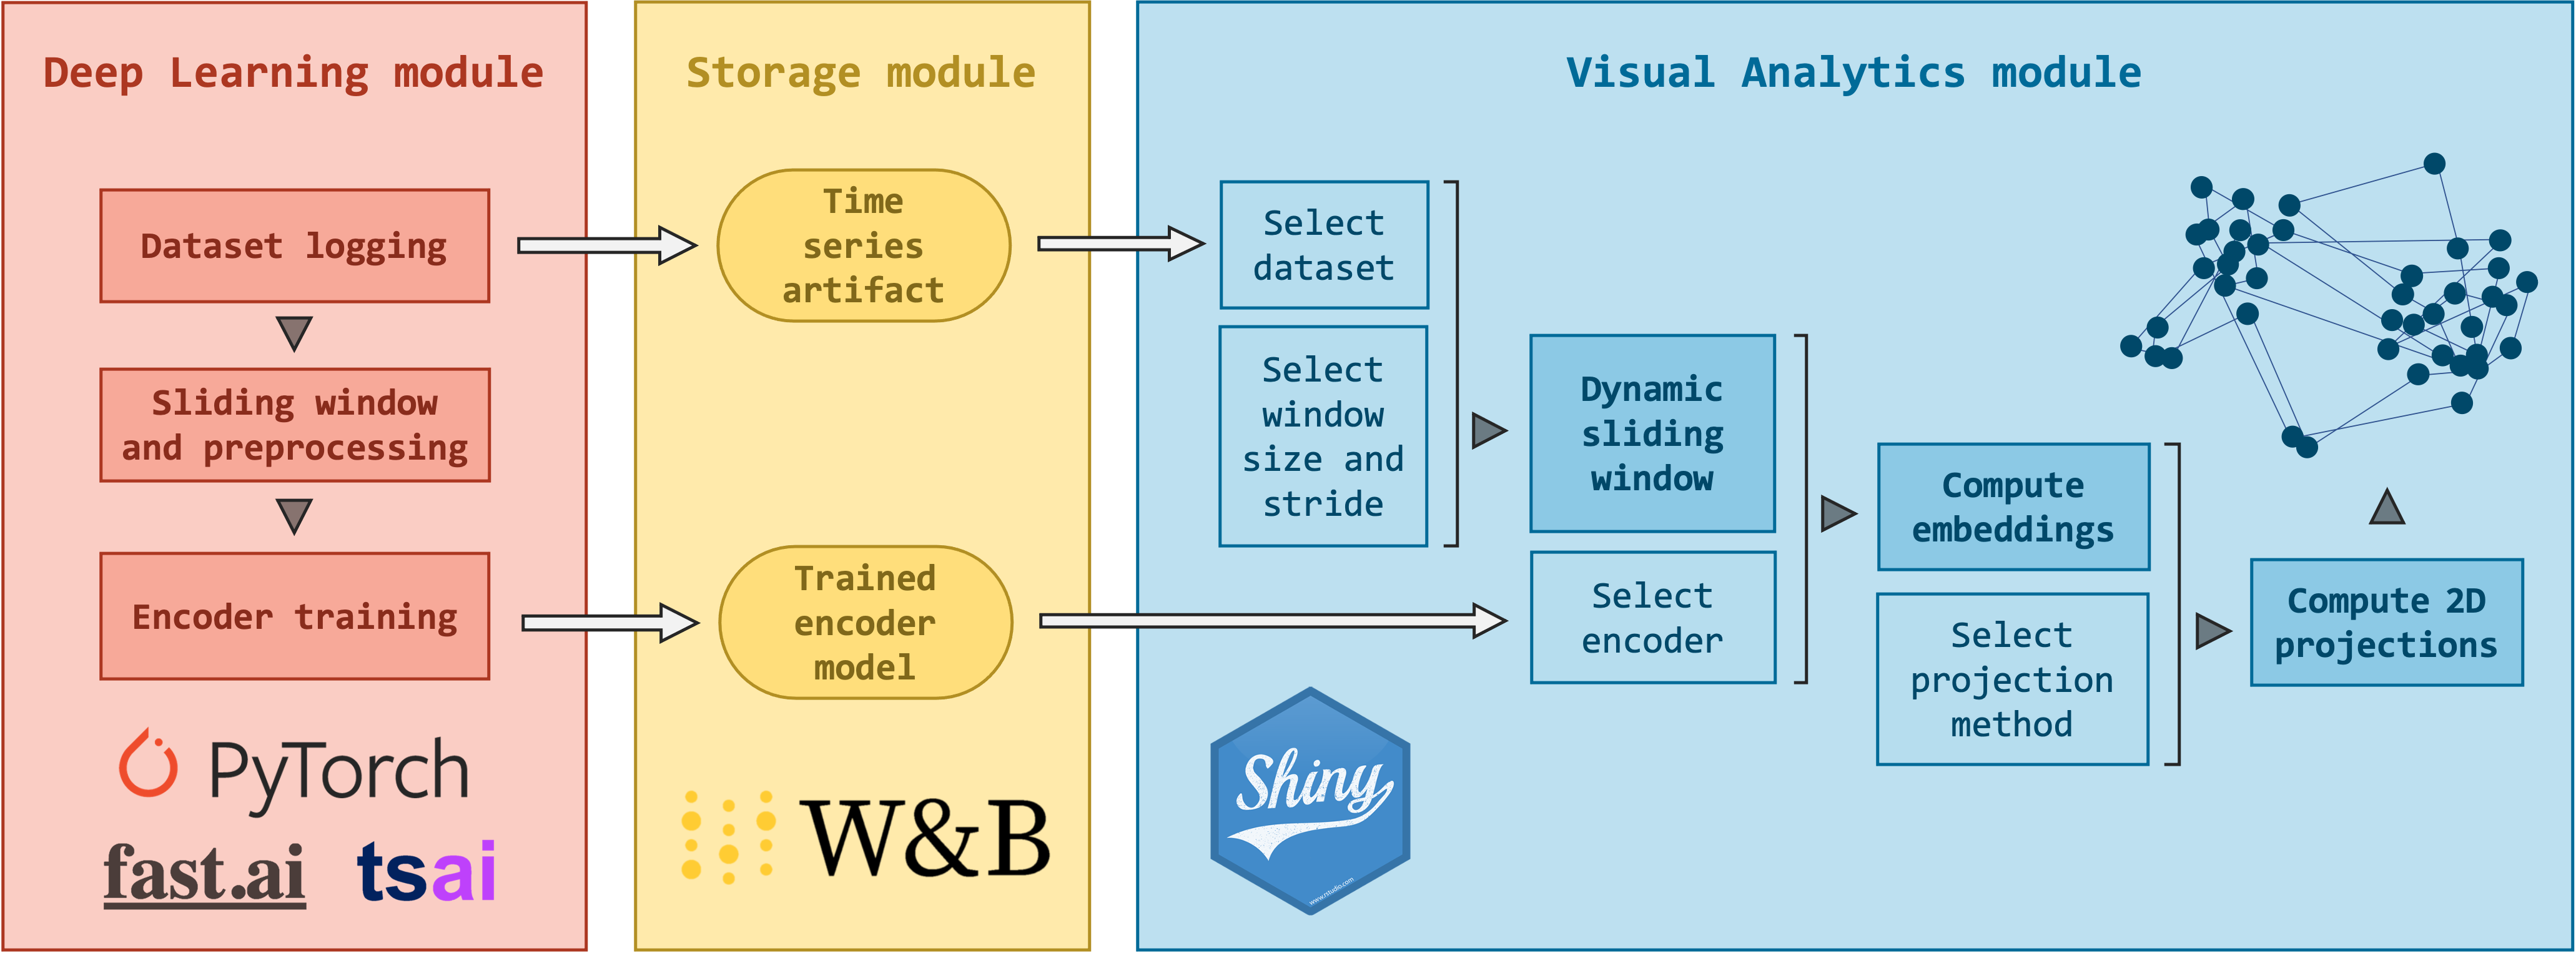 Deep Learning module
Dataset logging
Sliding window
and preprocessing
Encoder training
PyTorch
fast.ai
tsai
Storage module
Time
series
artifact
Trained
encoder
model
W&B
Visual Analytics module
Select
dataset
Select
window
size and
stride
Dynamic
sliding
window
Select
encoder
Compute
embeddings
Select
projection
method
Compute 2D
projections
Shiny
www.rstudio.com